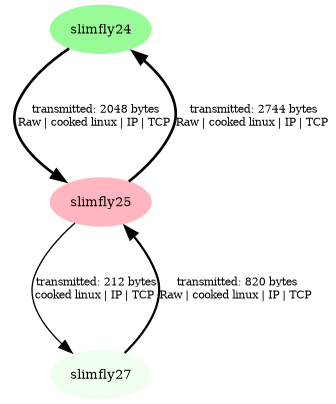 slimfly24
transmitted: 2048 bytes
Raw | cooked linux | IP | TCP
transmitted: 2744 bytes
Raw | cooked linux | IP | TCP
slimfly25
transmitted: 212 bytes
cooked linux | IP | TCP
transmitted: 820 bytes
Raw | cooked linux | IP | TCP
slimfly27